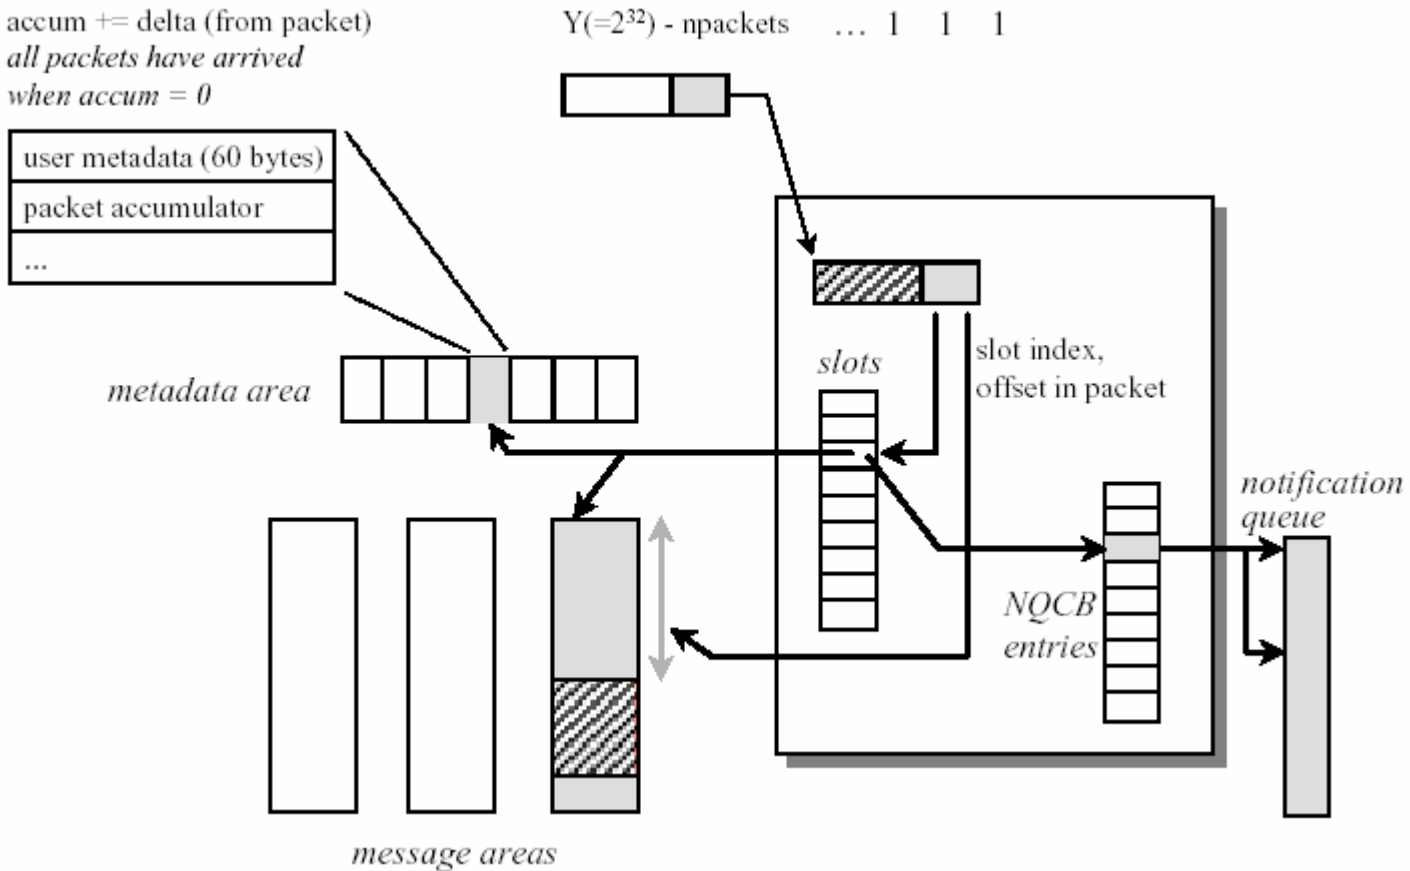 accum += delta (from packet)
all packets have arrived
when accum = 0
Y(=2³²) - npackets ... 1 1 1
user metadata (60 bytes)
packet accumulator
...
metadata area
slots
slot index,
offset in packet
notification
queue
NQCB
entries
message areas